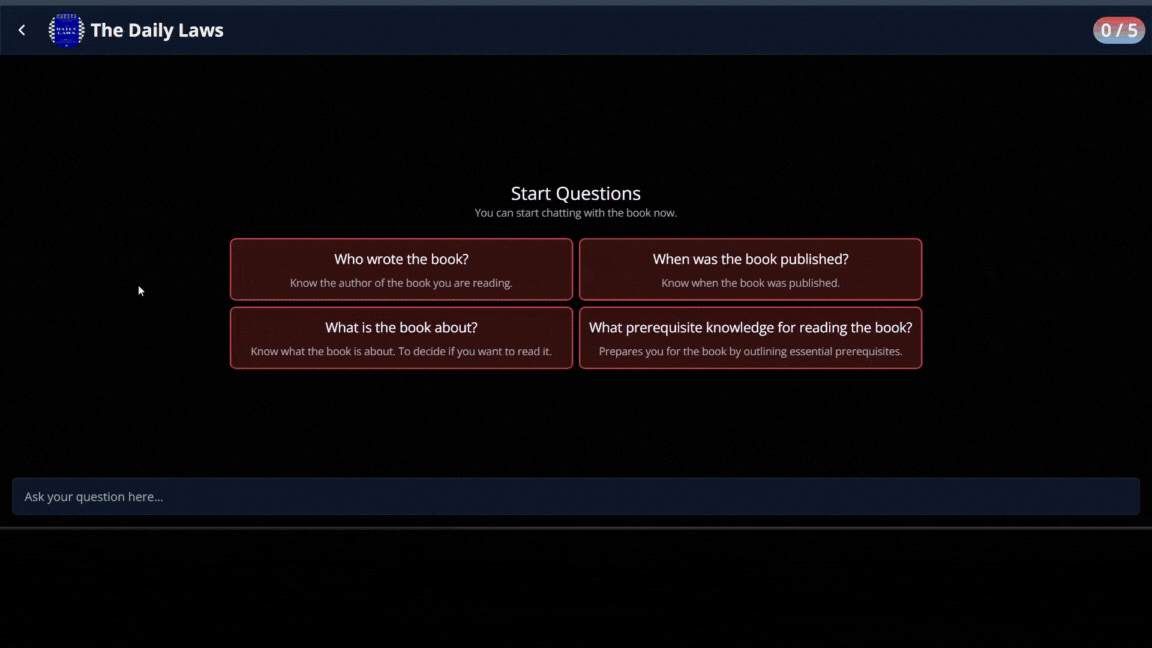 The Daily Laws
0 / 5
Start Questions
You can start chatting with the book now.
Who wrote the book?
Know the author of the book you are reading.
When was the book published?
Know when the book was published.
What is the book about?
Know what the book is about. To decide if you want to read it.
What prerequisite knowledge for reading the book?
Prepares you for the book by outlining essential prerequisites.
Ask your question here...